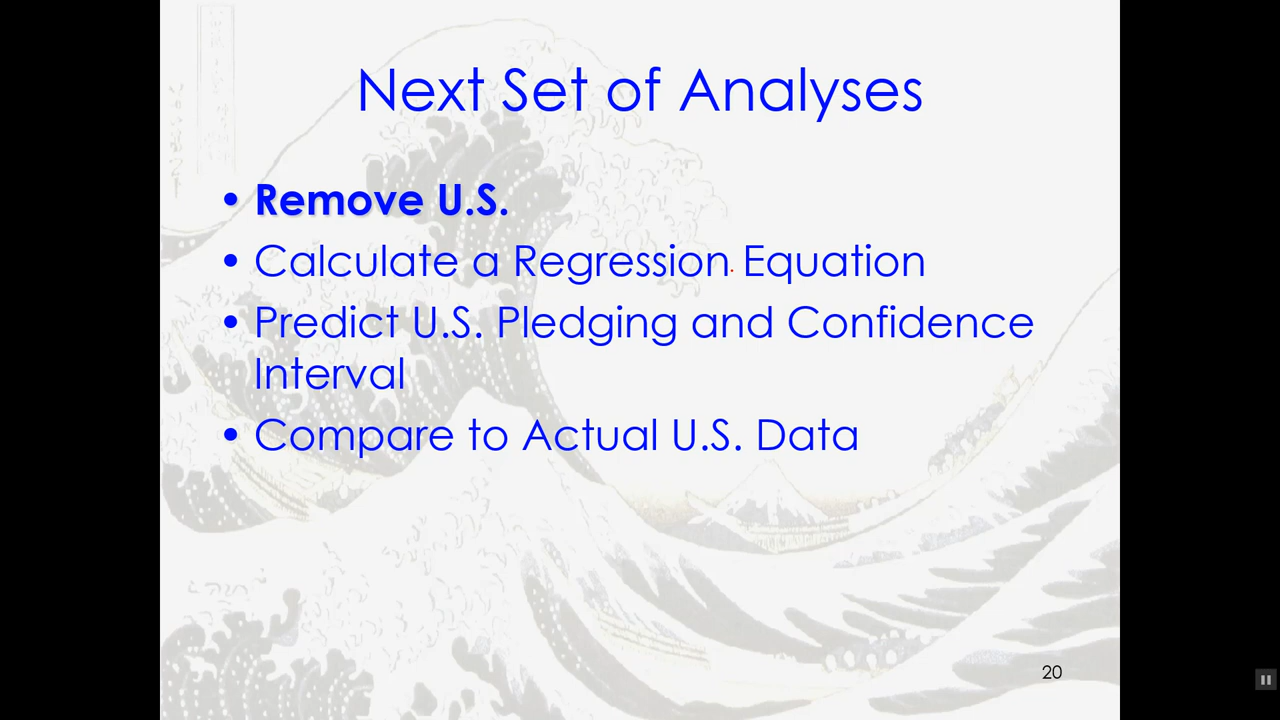 Next Set of Analyses
• Remove U.S.
• Calculate a Regression Equation
• Predict U.S. Pledging and Confidence
Interval
• Compare to Actual U.S. Data
20